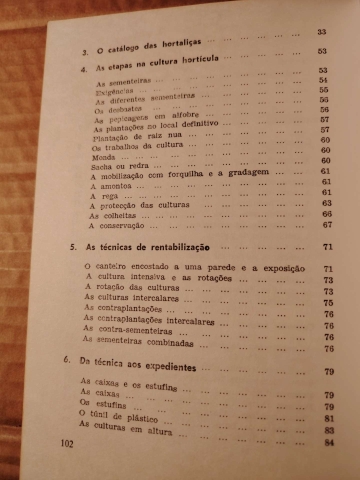 3. O catálogo das hortaliças ... ... ... ... ... 33
4. As etapas na cultura hortícula ... ... ... ... 53
As sementeiras ... ... ... ... ... ... ... 53
Exigências ... ... ... ... ... ... ... ... 54
As diferentes sementeiras ... ... ... ... ... 55
Os desbastes ... ... ... ... ... ... ... 56
As pepizagens em alfobre ... ... ... ... ... 56
As plantações no local definitivo ... ... ... ... 57
Plantação de raiz nua ... ... ... ... ... ... 57
Os trabalhos da cultura ... ... ... ... ... 60
Monda ... ... ... ... ... ... ... ... 60
Sacha ou redra ... ... ... ... ... ... ... 60
A mobilização com forquilha e a gradagem ... ... ... 61
A amontoa ... ... ... ... ... ... ... 61
A rega ... ... ... ... ... ... ... ... 61
A protecção das culturas ... ... ... ... ... 63
As colheitas ... ... ... ... ... ... ... 66
A conservação ... ... ... ... ... ... ... 67
5. As técnicas de rentabilização ... ... ... ... 71
O canteiro encostado a uma parede e a exposição 71
A cultura intensiva e as rotações ... ... ... ... 73
A rotação das culturas ... ... ... ... ... 73
As culturas intercalares ... ... ... ... ... 75
As contraplantações ... ... ... ... ... ... 76
As contraplantações intercalares ... ... ... ... 76
As contra-sementeiras ... ... ... ... ... 76
As sementeiras combinadas ... ... ... ... ... 76
6. Da técnica aos expedientes ... ... ... ... ... 79
As caixas e os estufins ... ... ... ... ... 79
As caixas ... ... ... ... ... ... ... 79
Os estufins ... ... ... ... ... ... ... 79
O túnil de plástico ... ... ... ... ... ... 81
As culturas em altura ... ... ... ... ... 83
84
102